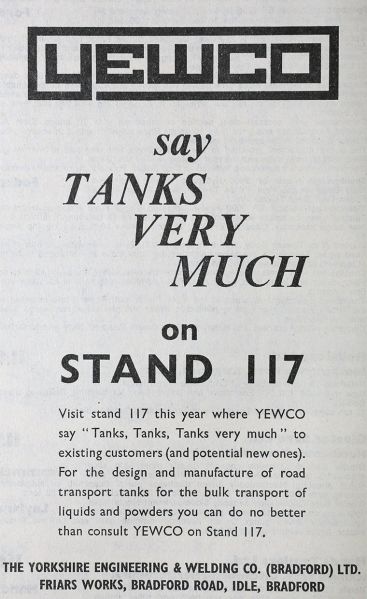 YEWCO
say
TANKS
VERY
MUCH
on
STAND 117
Visit stand 117 this year where YEWCO
say "Tanks, Tanks, Tanks very much" to
existing customers (and potential new ones).
For the design and manufacture of road
transport tanks for the bulk transport of
liquids and powders you can do no better
than consult YEWCO on Stand 117.
THE YORKSHIRE ENGINEERING & WELDING CO. (BRADFORD) LTD.
FRIARS WORKS, BRADFORD ROAD, IDLE, BRADFORD